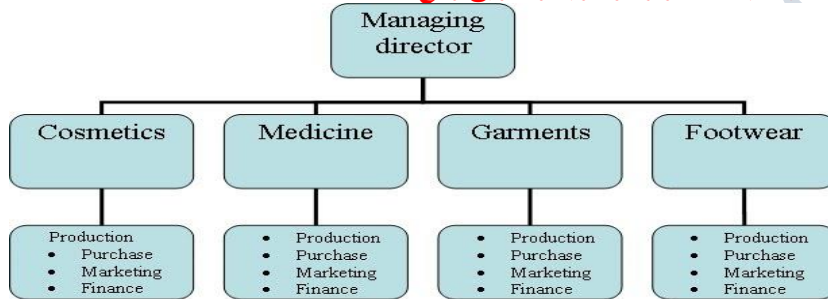 Managing
director
Cosmetics
Medicine
Garments
Footwear
Production
• Purchase
• Marketing
• Finance
• Production
• Purchase
• Marketing
• Finance
• Production
• Purchase
• Marketing
• Finance
• Production
• Purchase
• Marketing
• Finance